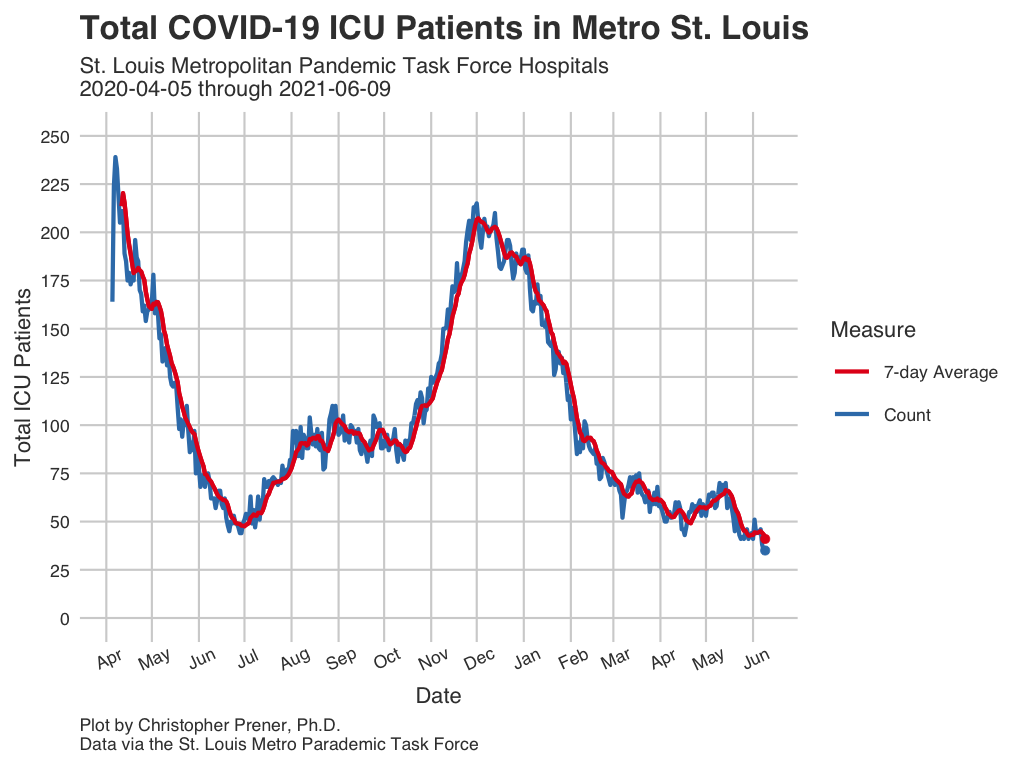 Total COVID-19 ICU Patients in Metro St. Louis
St. Louis Metropolitan Pandemic Task Force Hospitals
2020-04-05 through 2021-06-09
Total ICU Patients
250
225
200
175
150
125
100
75
50
25
0
Apr May Jun Jul Aug Sep Oct Nov Dec Jan Feb Mar Apr May Jun
Date
Measure
7-day Average
Count
Plot by Christopher Prener, Ph.D.
Data via the St. Louis Metro Parademic Task Force